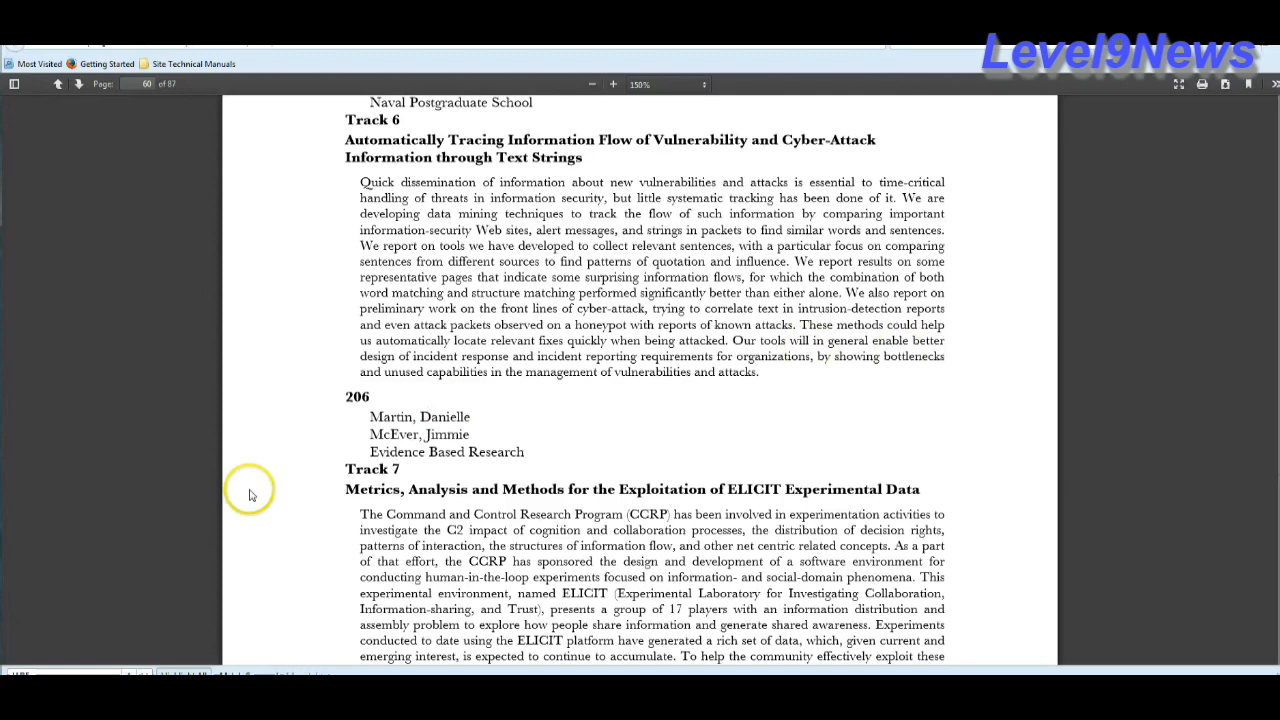 Level9News
Most Visited Getting Started Site Technical Manuals
Page: 60 of 87 150%
Naval Postgraduate School
Track 6
Automatically Tracing Information Flow of Vulnerability and Cyber-Attack
Information through Text Strings
Quick dissemination of information about new vulnerabilities and attacks is essential to time-critical
handling of threats in information security, but little systematic tracking has been done of it. We are
developing data mining techniques to track the flow of such information by comparing important
information-security Web sites, alert messages, and strings in packets to find similar words and sentences.
We report on tools we have developed to collect relevant sentences, with a particular focus on comparing
sentences from different sources to find patterns of quotation and influence. We report results on some
representative pages that indicate some surprising information flows, for which the combination of both
word matching and structure matching performed significantly better than either alone. We also report on
preliminary work on the front lines of cyber-attack, trying to correlate text in intrusion-detection reports
and even attack packets observed on a honeypot with reports of known attacks. These methods could help
us automatically locate relevant fixes quickly when being attacked. Our tools will in general enable better
design of incident response and incident reporting requirements for organizations, by showing bottlenecks
and unused capabilities in the management of vulnerabilities and attacks.
206
Martin, Danielle
McEver, Jimmie
Evidence Based Research
Track 7
Metrics, Analysis and Methods for the Exploitation of ELICIT Experimental Data
The Command and Control Research Program (CCRP) has been involved in experimentation activities to
investigate the C2 impact of cognition and collaboration processes, the distribution of decision rights,
patterns of interaction, the structures of information flow, and other net centric related concepts. As a part
of that effort, the CCRP has sponsored the design and development of a software environment for
conducting human-in-the-loop experiments focused on information- and social-domain phenomena. This
experimental environment, named ELICIT (Experimental Laboratory for Investigating Collaboration,
Information-sharing, and Trust), presents a group of 17 players with an information distribution and
assembly problem to explore how people share information and generate shared awareness. Experiments
conducted to date using the ELICIT platform have generated a rich set of data, which, given current and
emerging interest, is expected to continue to accumulate. To help the community effectively exploit these